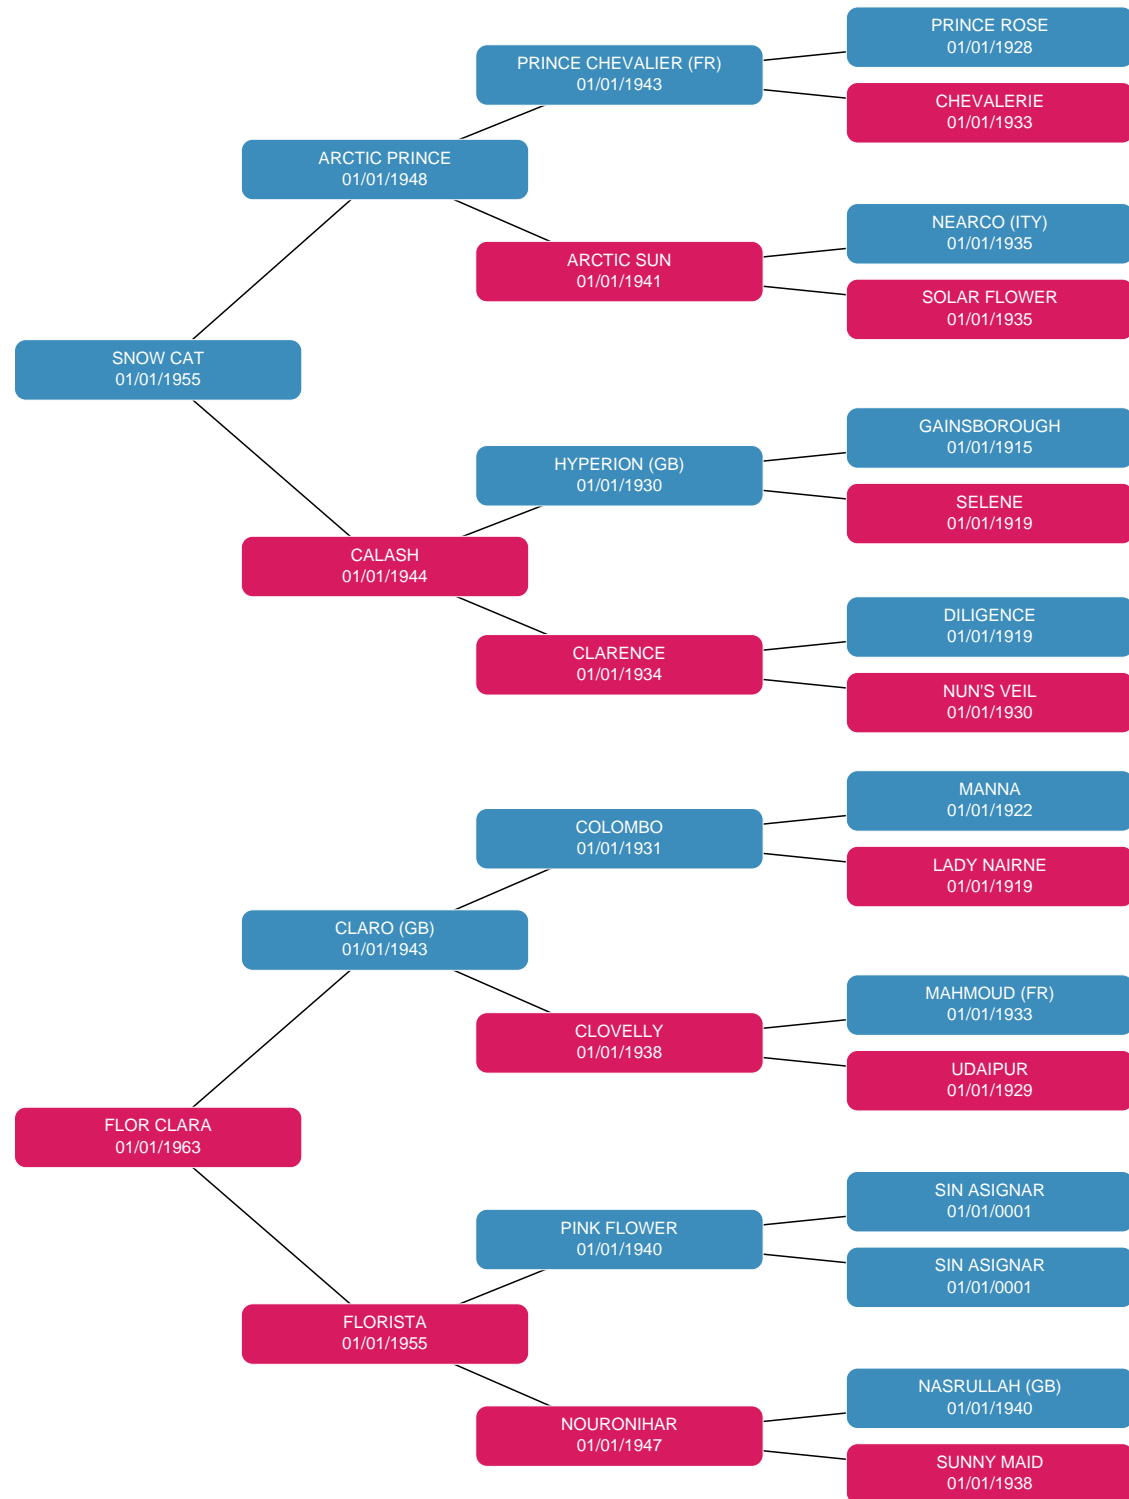 PRINCE ROSE
01/01/1928
PRINCE CHEVALIER (FR)
01/01/1943
CHEVALERIE
01/01/1933
ARCTIC PRINCE
01/01/1948
NEARCO (ITY)
01/01/1935
ARCTIC SUN
01/01/1941
SOLAR FLOWER
01/01/1935
SNOW CAT
01/01/1955
GAINSBOROUGH
01/01/1915
HYPERION (GB)
01/01/1930
SELENE
01/01/1919
CALASH
01/01/1944
DILIGENCE
01/01/1919
CLARENCE
01/01/1934
NUN'S VEIL
01/01/1930
MANNA
01/01/1922
COLOMBO
01/01/1931
LADY NAIRNE
01/01/1919
CLARO (GB)
01/01/1943
MAHMOUD (FR)
01/01/1933
CLOVELLY
01/01/1938
UDAIPUR
01/01/1929
FLOR CLARA
01/01/1963
SIN ASIGNAR
01/01/0001
PINK FLOWER
01/01/1940
SIN ASIGNAR
01/01/0001
FLORISTA
01/01/1955
NASRULLAH (GB)
01/01/1940
NOURONIHAR
01/01/1947
SUNNY MAID
01/01/1938